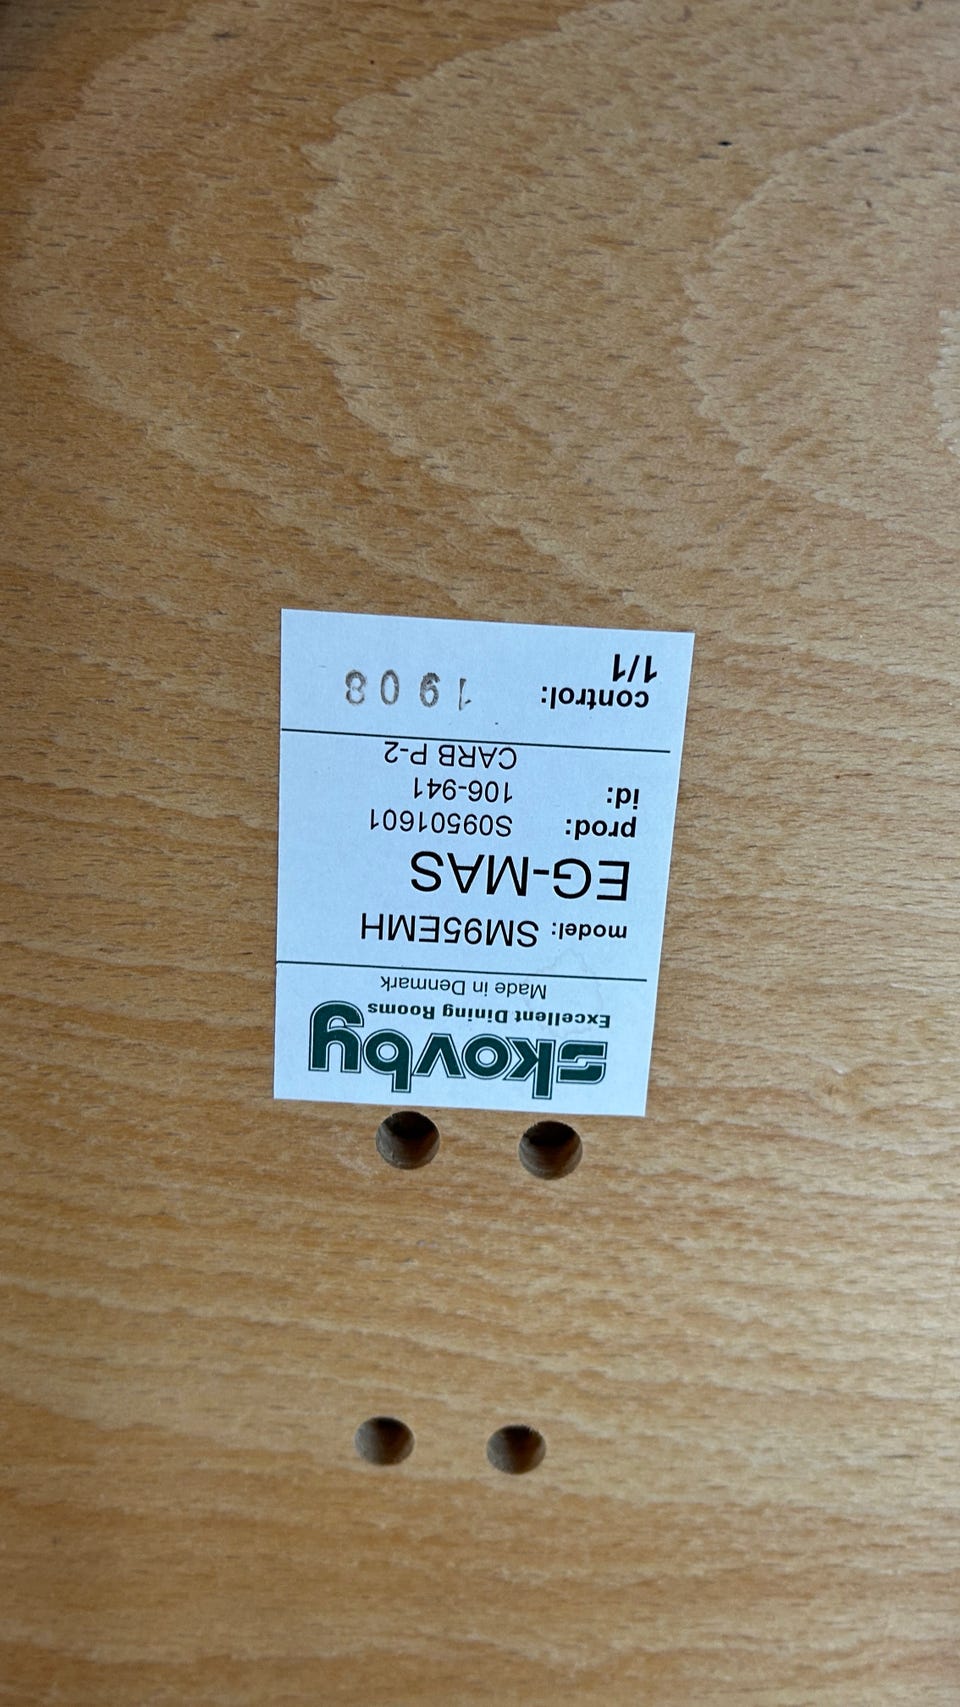 skovby
Excellent Dining Rooms
Made in Denmark
model: SM95EMH
EG-MAS
prod: S09501601
id: 106-941
CARB P-2
control: 1908
1/1